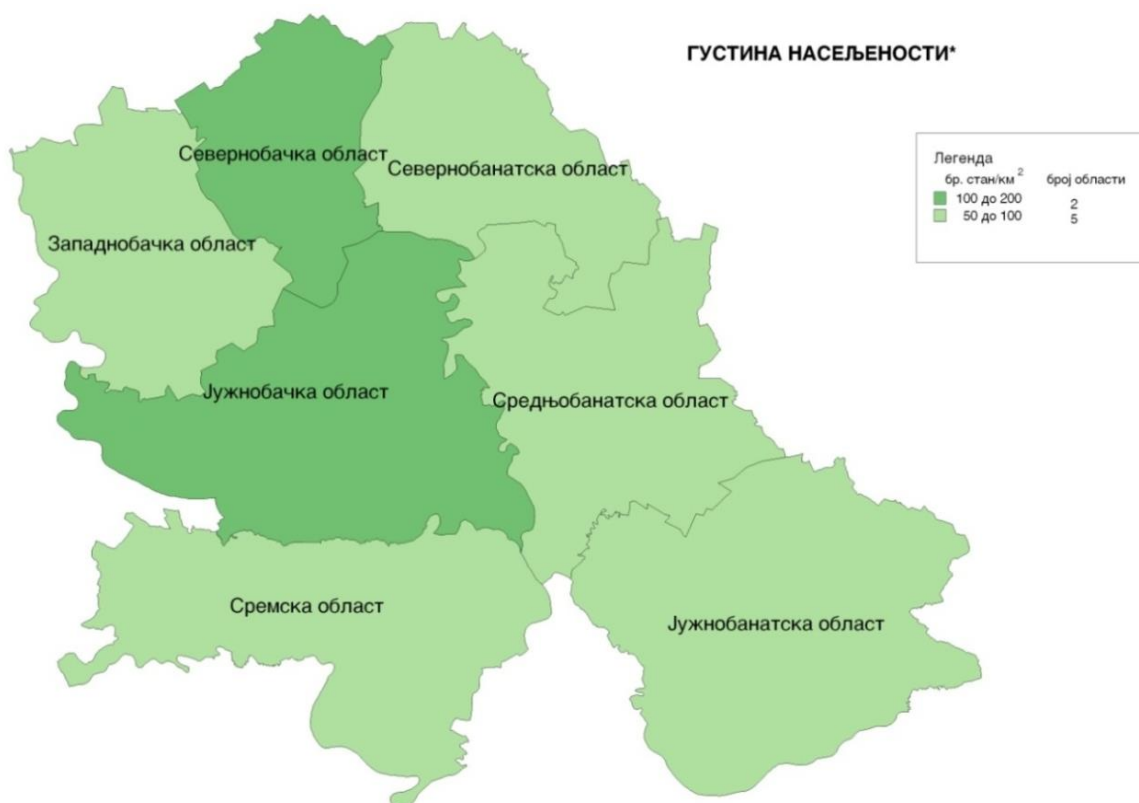 ГУСТИНА НАСЕЉЕНОСТИ*
Севернобачка област
Севернобанатска област
Легенда
бр. стан/км 2 број области
100 до 200 2
50 до 100 5
Западнобачка област
Јужнобачка област
Средњобанатска област
Сремска област
Јужнобанатска област